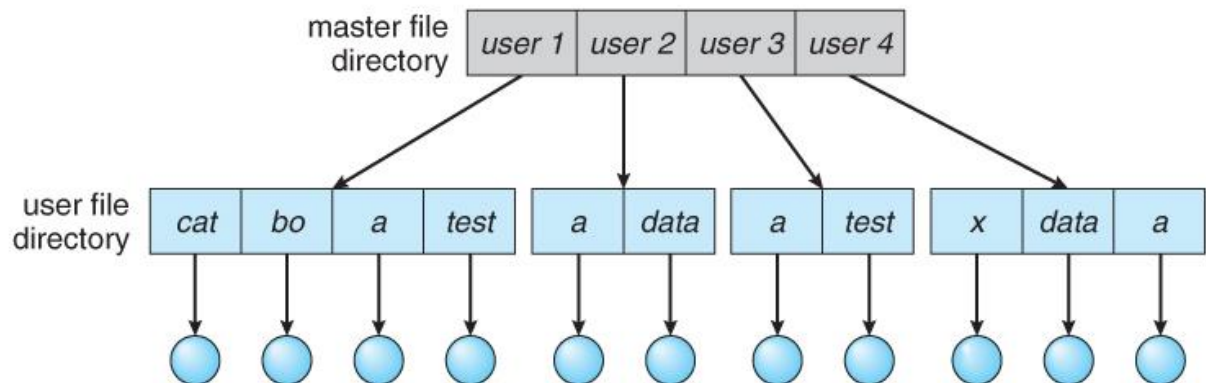 master file directory
user 1 user 2 user 3 user 4
user file directory
cat bo a test a data a test x data a